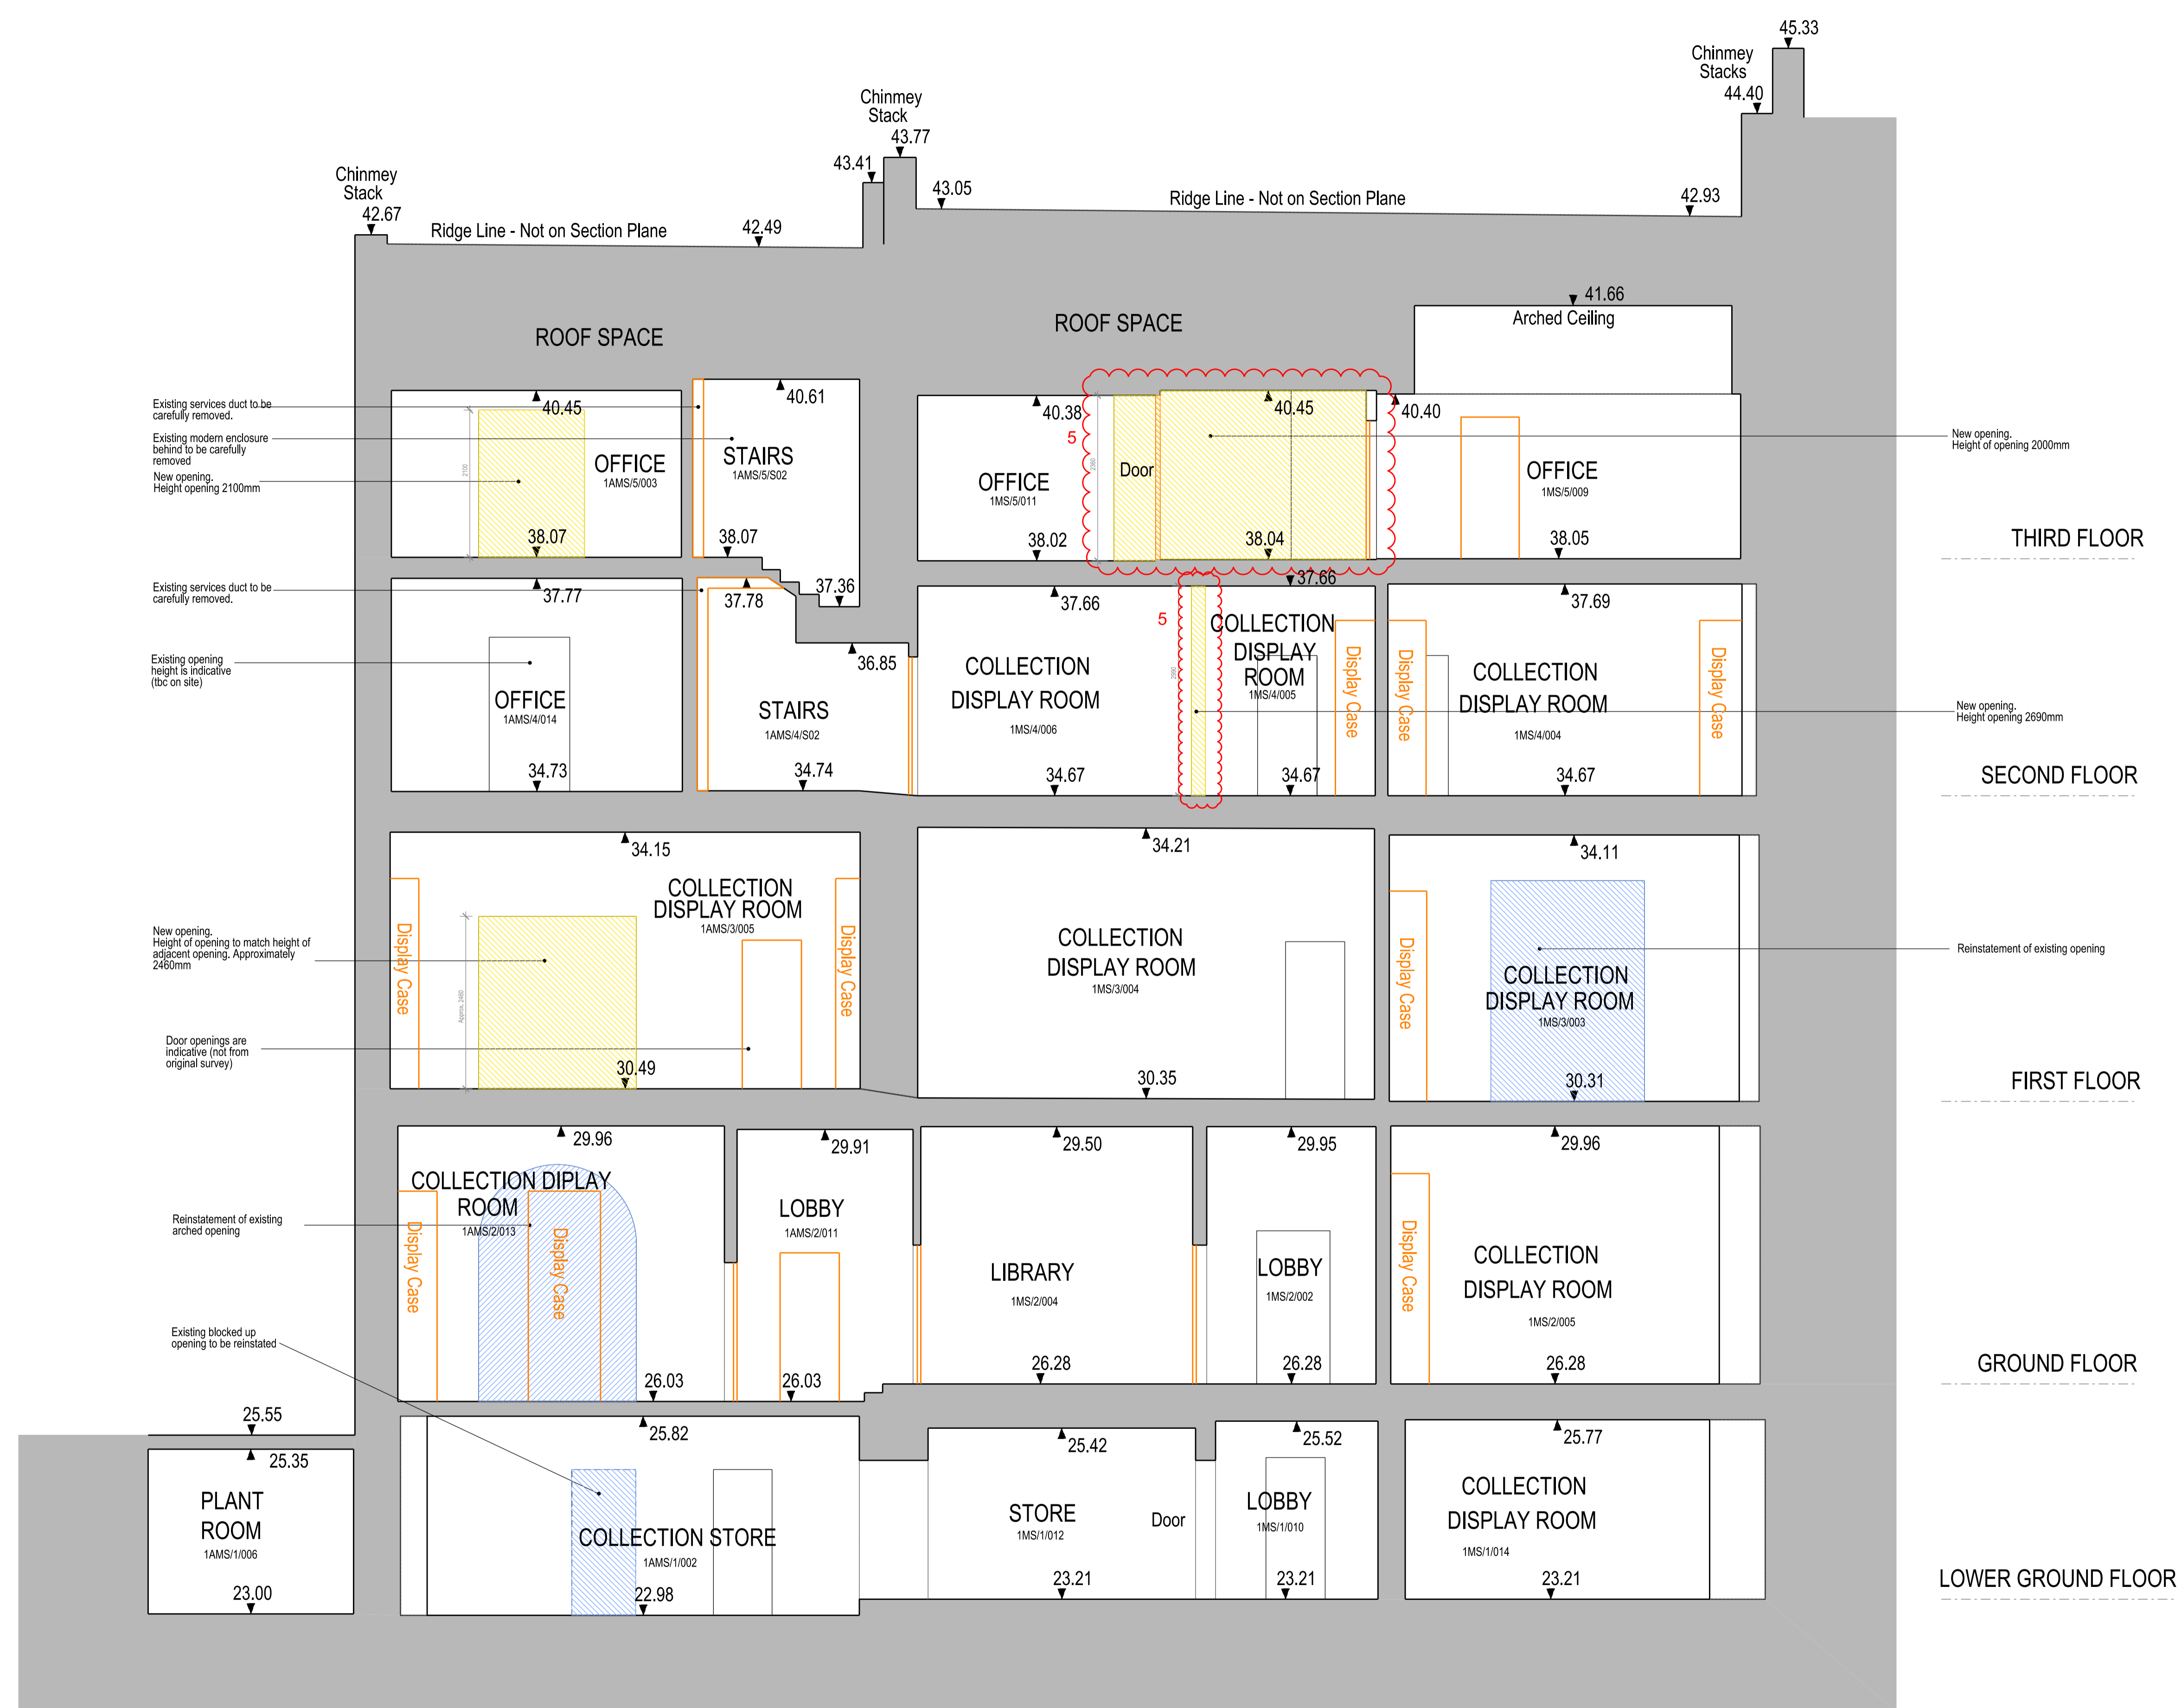 45.33
Chinmey
Stacks
44.40
Chinmey
Stack
43.77
43.41
Chinmey
Stack
42.67
43.05
Ridge Line - Not on Section Plane
42.93
Ridge Line - Not on Section Plane
42.49
41.66
Arched Ceiling
ROOF SPACE
ROOF SPACE
Existing services duct to be
carefully removed.
Existing modern enclosure
behind to be carefully
removed
New opening.
Height opening 2100mm
2100
40.45
OFFICE
1AMS/5/003
38.07
40.61
STAIRS
1AMS/5/S02
38.07
37.36
40.38
OFFICE
1MS/5/011
38.02
5
2360
Door
40.45
38.04
40.40
OFFICE
1MS/5/009
38.05
New opening.
Height of opening 2000mm
THIRD FLOOR
Existing services duct to be
carefully removed.
Existing opening
height is indicative
(tbc on site)
37.77
OFFICE
1AMS/4/014
34.73
37.78
36.85
STAIRS
1AMS/4/S02
34.74
37.66
COLLECTION
DISPLAY ROOM
1MS/4/006
34.67
5
2990
37.66
COLLECTION
DISPLAY
ROOM
1MS/4/005
34.67
Display Case
Display Case
37.69
COLLECTION
DISPLAY ROOM
1MS/4/004
34.67
Display Case
New opening.
Height opening 2690mm
SECOND FLOOR
New opening.
Height of opening to match height of
adjacent opening. Approximately
2460mm
Door openings are
indicative (not from
original survey)
Display Case
Approx. 2460
34.15
COLLECTION
DISPLAY ROOM
1AMS/3/005
30.49
Display Case
34.21
COLLECTION
DISPLAY ROOM
1MS/3/004
30.35
Display Case
34.11
COLLECTION
DISPLAY ROOM
1MS/3/003
30.31
Reinstatement of existing opening
FIRST FLOOR
Reinstatement of existing
arched opening
29.96
COLLECTION DIPLAY
ROOM
1AMS/2/013
Display Case
Display Case
26.03
29.91
LOBBY
1AMS/2/011
26.03
29.50
LIBRARY
1MS/2/004
26.28
29.95
LOBBY
1MS/2/002
26.28
Display Case
29.96
COLLECTION
DISPLAY ROOM
1MS/2/005
26.28
GROUND FLOOR
Existing blocked up
opening to be reinstated
25.55
25.35
PLANT
ROOM
1AMS/1/006
23.00
25.82
COLLECTION STORE
1AMS/1/002
22.98
25.42
STORE
1MS/1/012
23.21
Door
25.52
LOBBY
1MS/1/010
23.21
25.77
COLLECTION
DISPLAY ROOM
1MS/1/014
23.21
LOWER GROUND FLOOR